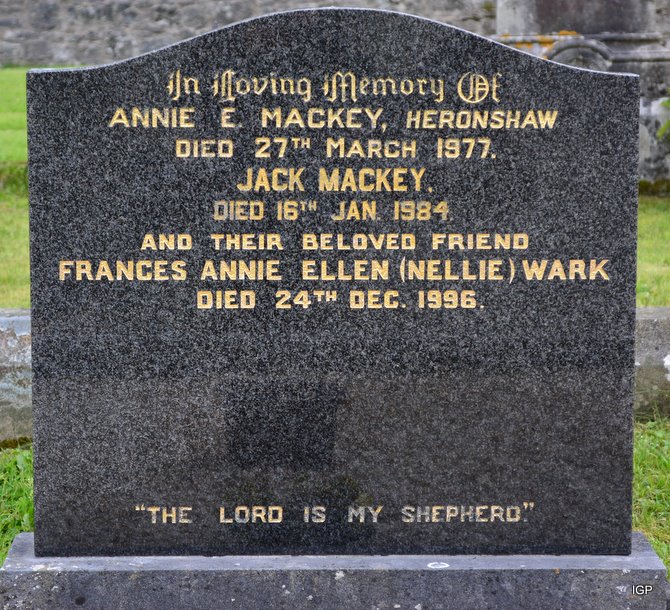 In Loving Memory Of
ANNIE E. MACKEY, HERONSHAW
DIED 27TH MARCH 1977.
JACK MACKEY.
DIED 16TH JAN. 1984.
AND THEIR BELOVED FRIEND
FRANCES ANNIE ELLEN (NELLIE) WARK
DIED 24TH DEC. 1996.
"THE LORD IS MY SHEPHERD."
IGP